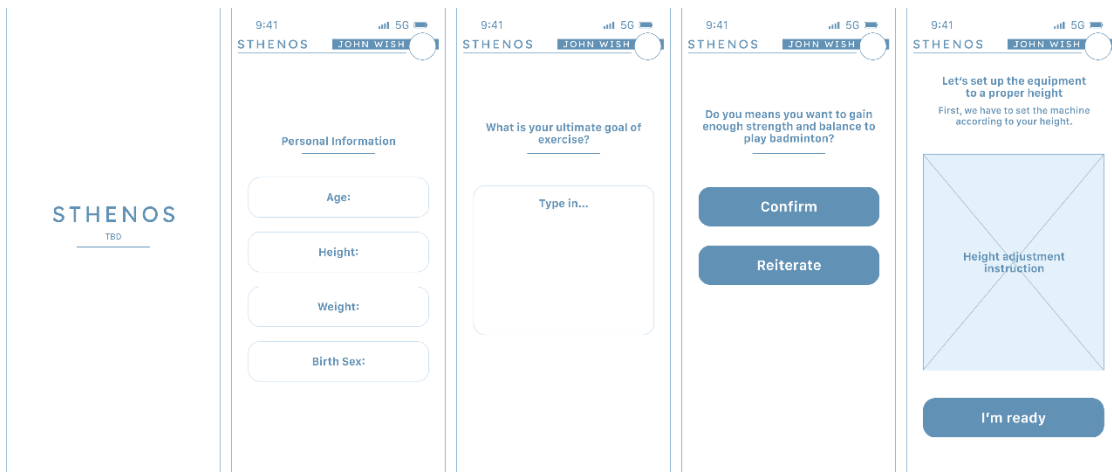 STHENOS
TBD
9:41
5G
STHENOS
JOHN WISH
Personal Information
Age:
Height:
Weight:
Birth Sex:
9:41
5G
STHENOS
JOHN WISH
What is your ultimate goal of
exercise?
Type in...
9:41
5G
STHENOS
JOHN WISH
Do you means you want to gain
enough strength and balance to
play badminton?
Confirm
Reiterate
9:41
5G
STHENOS
JOHN WISH
Let's set up the equipment
to a proper height
First, we have to set the machine
according to your height.
Height adjustment
instruction
I'm ready